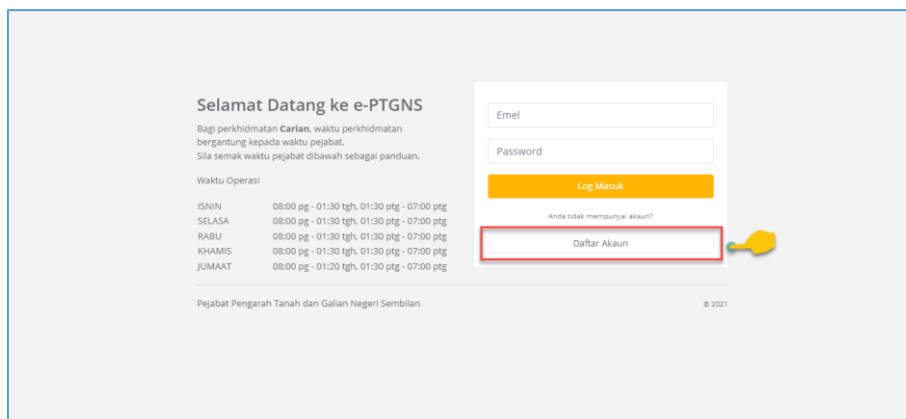 Selamat Datang ke e-PTGNS
Bagi perkhidmatan Carian, waktu perkhidmatan
bergantung kepada waktu pejabat.
Sila semak waktu pejabat dibawah sebagai panduan.
Waktu Operasi
ISNIN 08:00 pg - 01:30 tgh, 01:30 ptg - 07:00 ptg
SELASA 08:00 pg - 01:30 tgh, 01:30 ptg - 07:00 ptg
RABU 08:00 pg - 01:30 tgh, 01:30 ptg - 07:00 ptg
KHAMIS 08:00 pg - 01:30 tgh, 01:30 ptg - 07:00 ptg
JUMAAT 08:00 pg - 01:20 tgh, 01:30 ptg - 07:00 ptg
Emel
Password
Log Masuk
Anda tidak mempunyai akaun?
Daftar Akaun
Pejabat Pengarah Tanah dan Galian Negeri Sembilan
© 2021